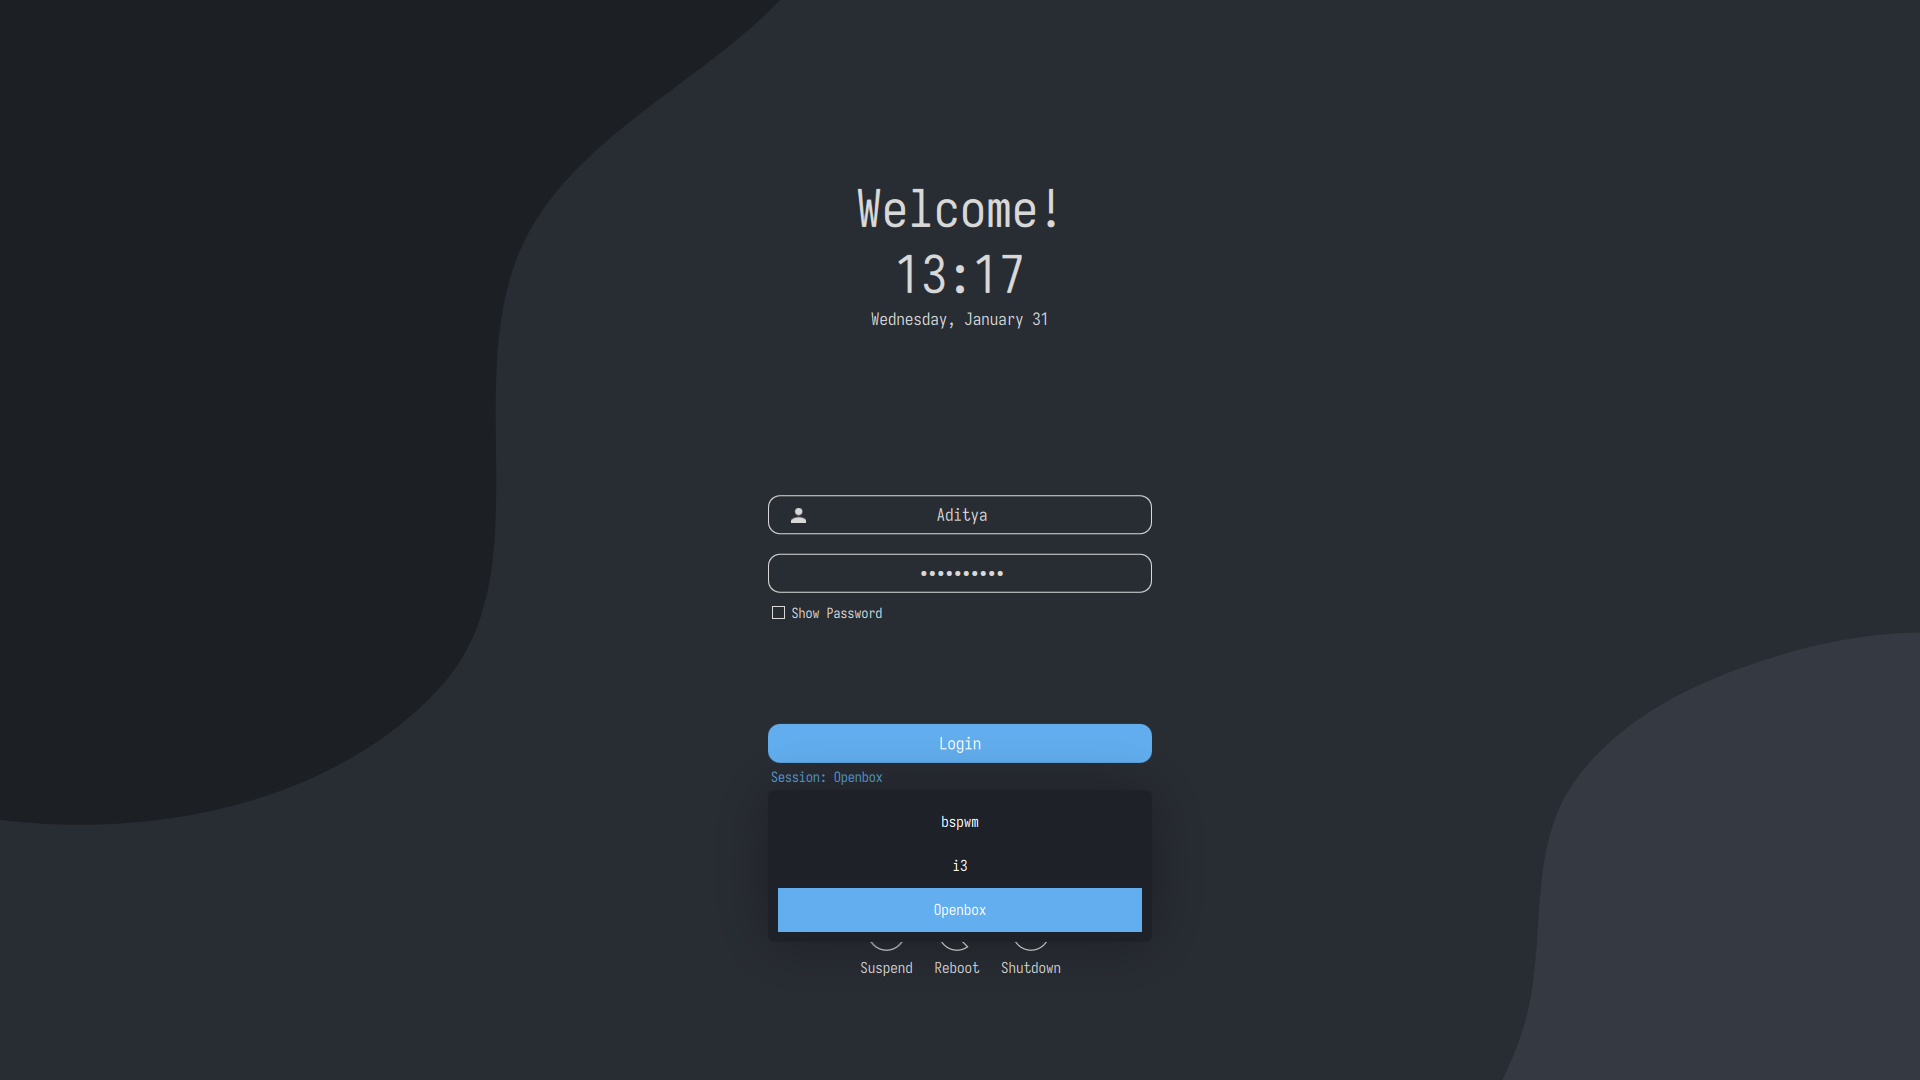 Welcome!
13:17
Wednesday, January 31
Aditya
••••••••••
Show Password
Login
Session: Openbox
bspwm
i3
Openbox
Suspend Reboot Shutdown